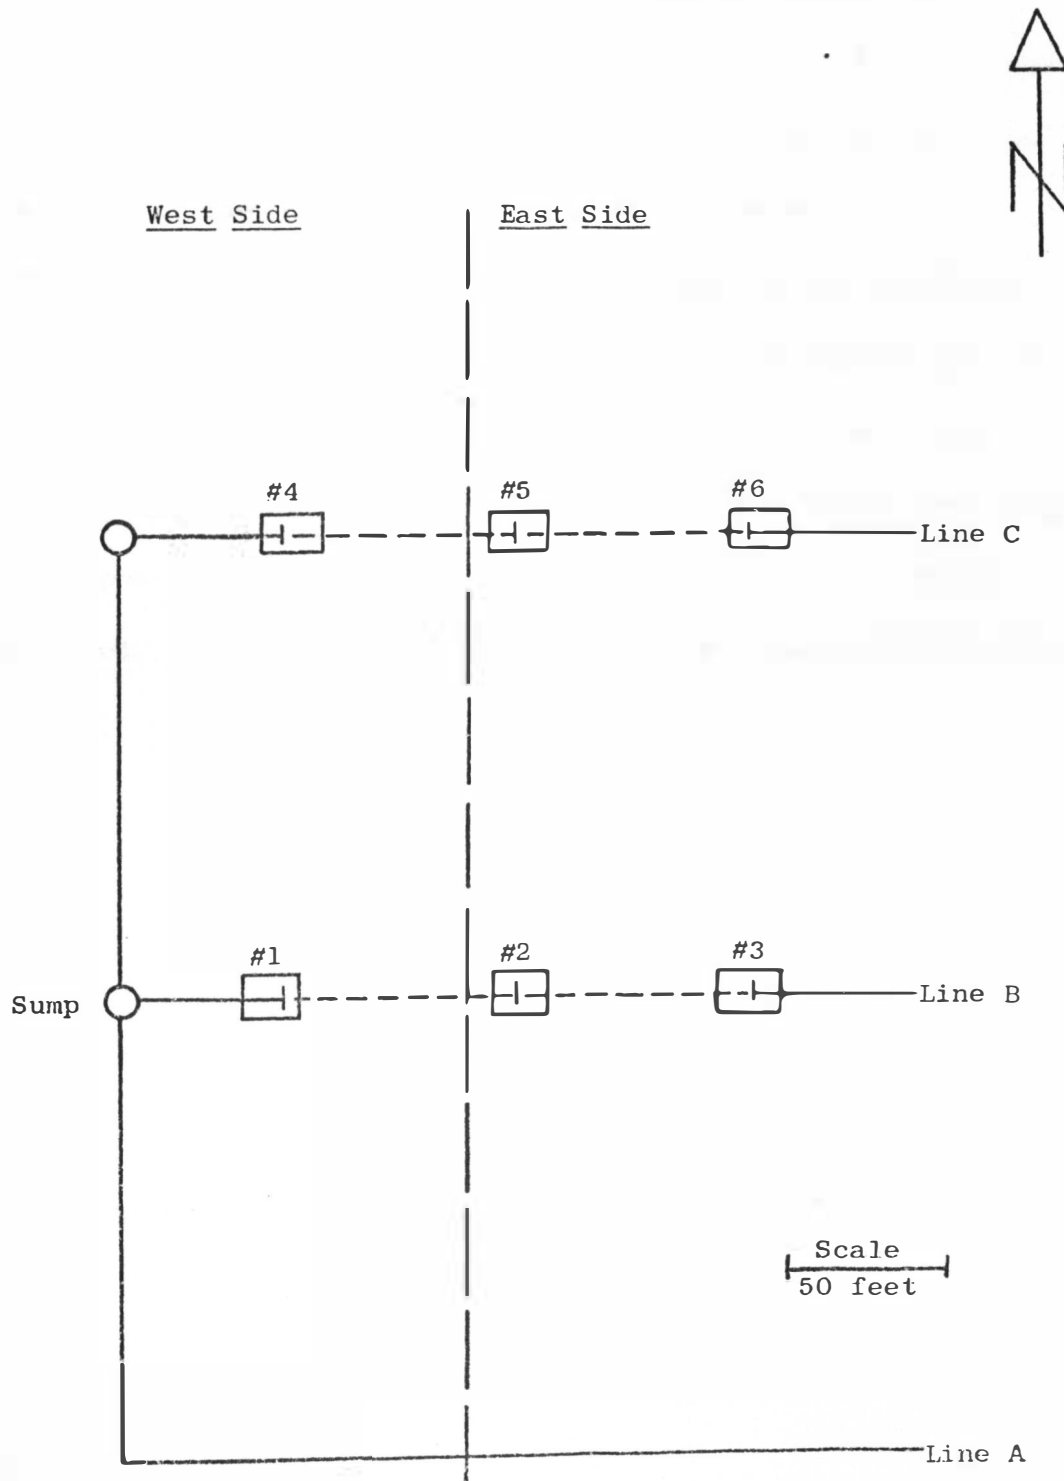 N
West Side East Side
#4 #5 #6
Line C
#1 #2 #3
Sump Line B
Scale
50 feet
Line A